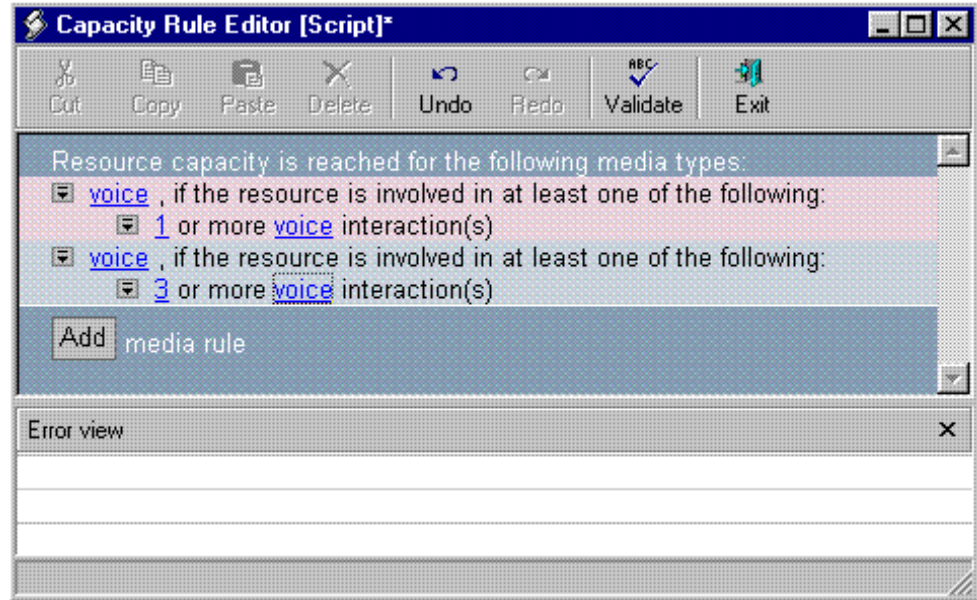 Capacity Rule Editor [Script]*
Cut Copy Paste Delete Undo Redo ABC Validate Exit
Resource capacity is reached for the following media types:
voice , if the resource is involved in at least one of the following:
1 or more voice interaction(s)
voice , if the resource is involved in at least one of the following:
3 or more voice interaction(s)
Add media rule
Error view